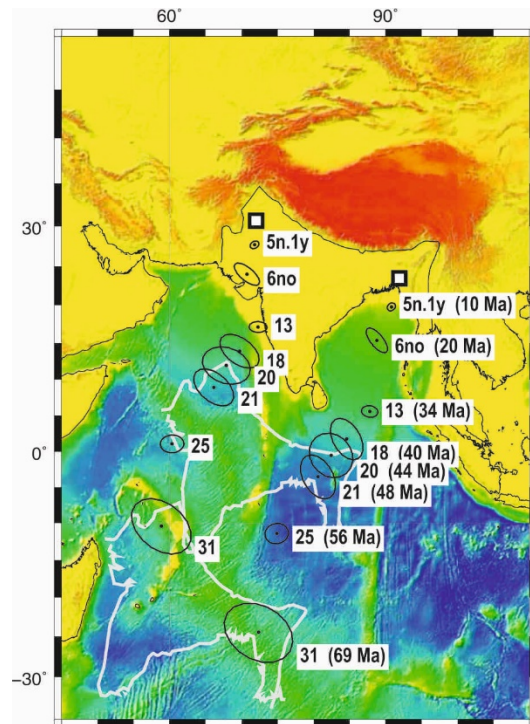 60° 90°
30°
5n.1y
6no
5n.1y (10 Ma)
13
6no (20 Ma)
18
20
21
13 (34 Ma)
0°
25
18 (40 Ma)
20 (44 Ma)
21 (48 Ma)
25 (56 Ma)
31
31 (69 Ma)
−30°